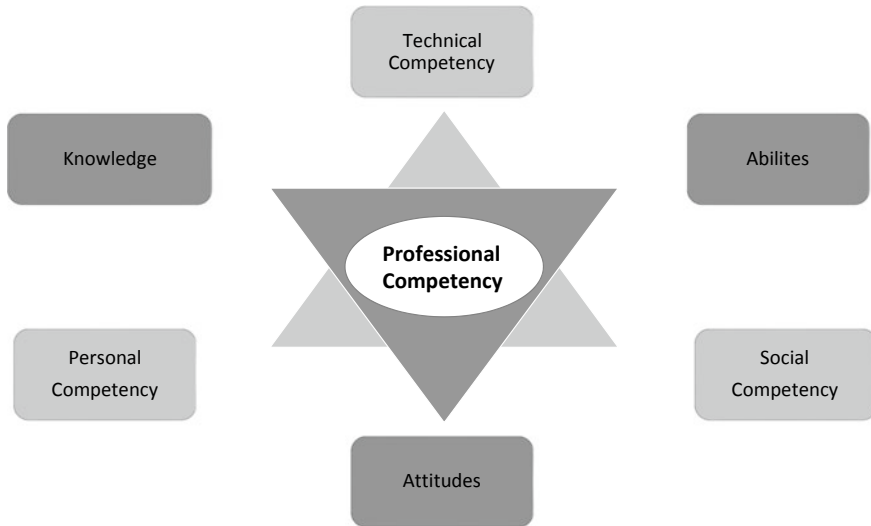 Technical
Competency
Knowledge
Abilites
Professional
Competency
Personal
Competency
Social
Competency
Attitudes